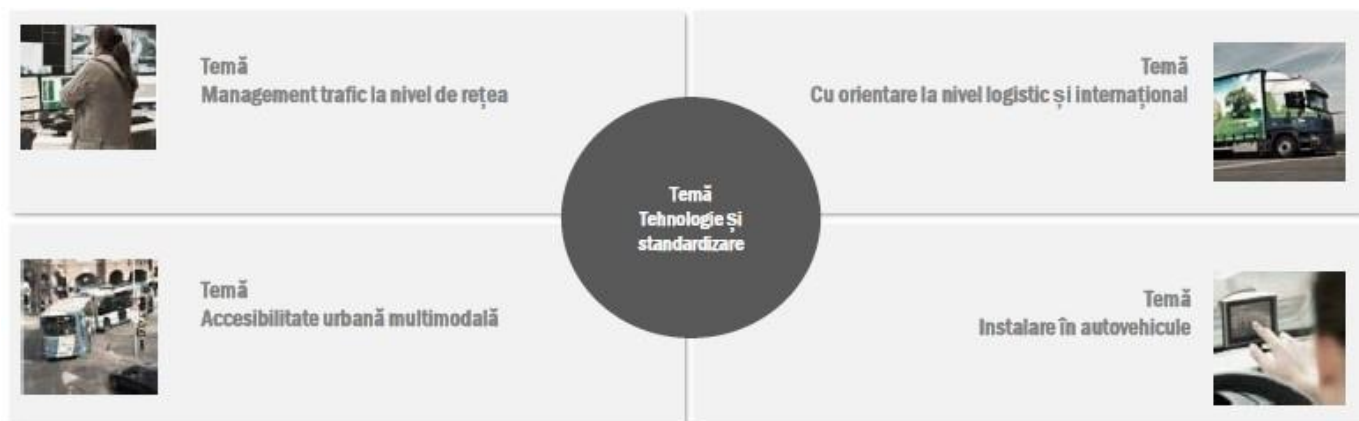 Temă
Management trafic la nivel de rețea
Temă
Cu orientare la nivel logistic și internațional
Temă
Tehnologie și
standardizare
Temă
Accesibilitate urbană multimodală
Temă
Instalare în autovehicule